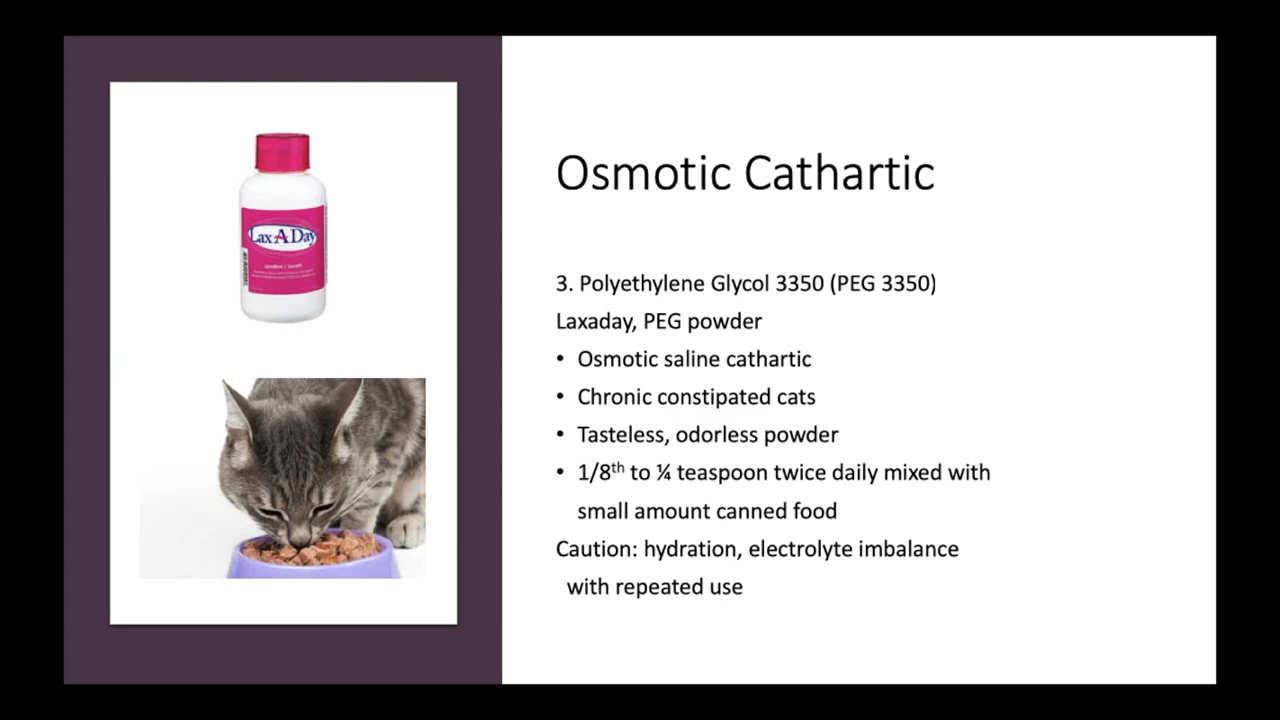 Lax A Day
Osmotic Cathartic
3. Polyethylene Glycol 3350 (PEG 3350)
Laxaday, PEG powder
• Osmotic saline cathartic
• Chronic constipated cats
• Tasteless, odorless powder
• 1/8th to ¼ teaspoon twice daily mixed with
small amount canned food
Caution: hydration, electrolyte imbalance
with repeated use